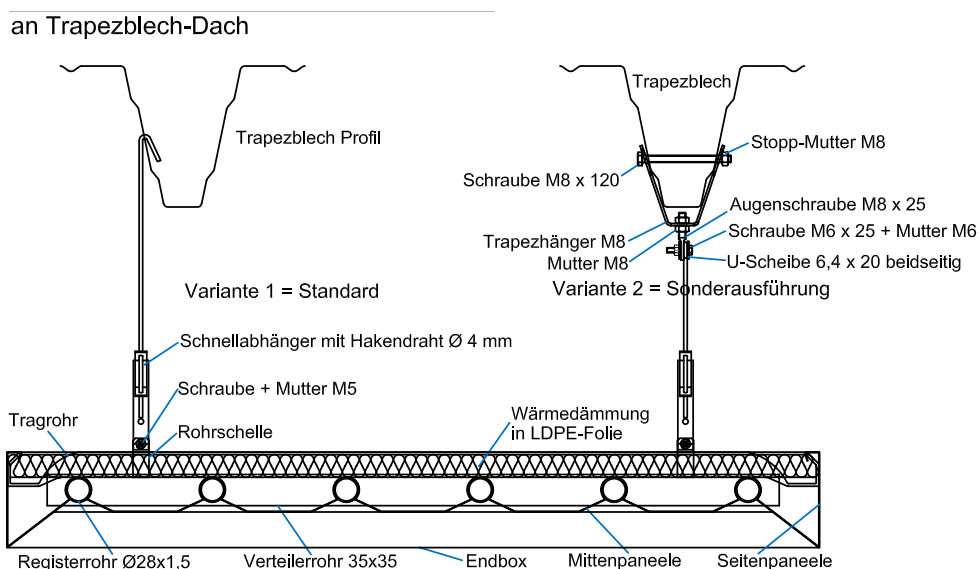 an Trapezblech-Dach
Trapezblech
Trapezblech Profil
Stopp-Mutter M8
Schraube M8 x 120
Augenschraube M8 x 25
Trapezhänger M8
Schraube M6 x 25 + Mutter M6
Mutter M8
U-Scheibe 6,4 x 20 beidseitig
Variante 1 = Standard
Variante 2 = Sonderausführung
Schnellabhänger mit Hakendraht Ø 4 mm
Schraube + Mutter M5
Tragrohr
Rohrschelle
Wärmedämmung
in LDPE-Folie
Registerrohr Ø28x1,5
Verteilerrohr 35x35
Endbox
Mittenpaneele
Seitenpaneele